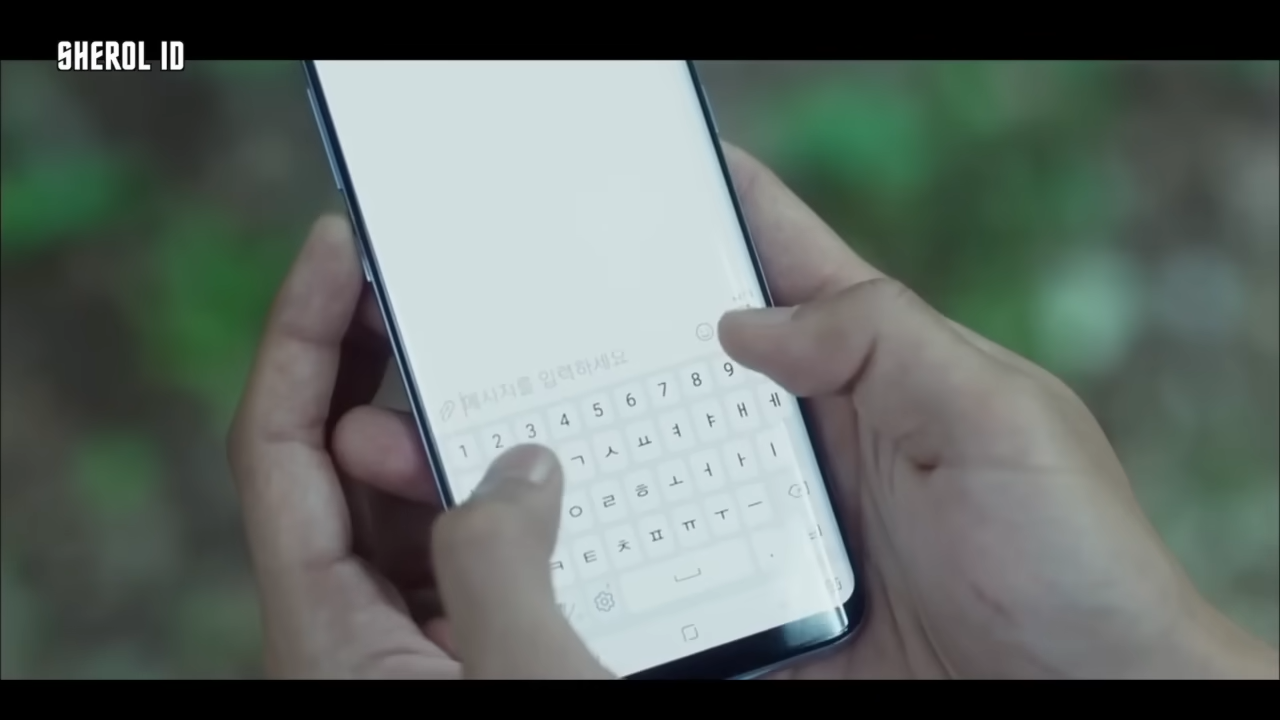 SHEROL ID
메시지를 입력하세요
1 2 3 4 5 6 7 8 9
ㄱ ㅅ ㅛ ㅕ ㅑ ㅐ ㅔ
ㅇ ㄹ ㅎ ㅗ ㅓ ㅏ ㅣ
ㅋ ㅌ ㅊ ㅍ ㅠ ㅜ ㅡ
.